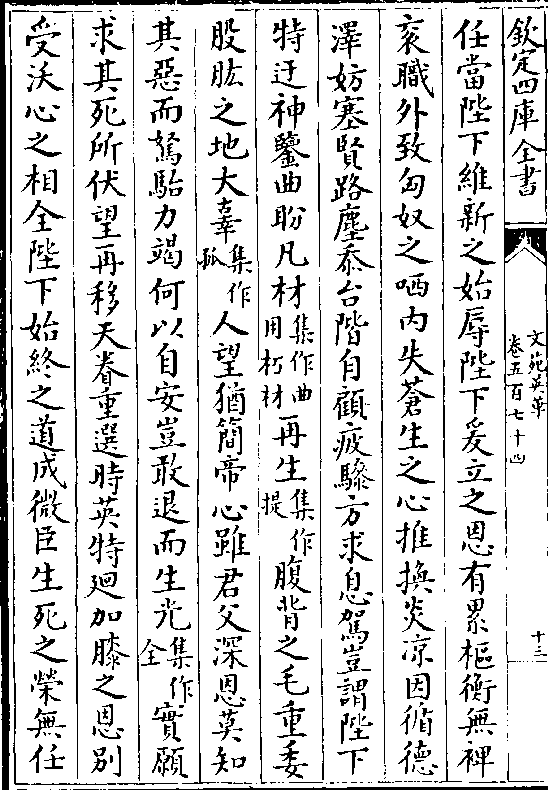 欽定四庫全書
文苑英華
卷五百七十四
十三
任當陛下維新之始辱陛下爰立之恩有累樞衡無裨
衮職外致匈奴之哂内失蒼生之心推換炎凉因循德
澤妨塞賢路塵忝台階自顧疲驂方求息駕豈謂陛下
特迂神鑒曲盼凡材集作曲用朽材再生集作提腹背之毛重委
股肱之地大辜集作孤人望猶簡帝心雖君父深恩莫知
其惡而駑駘力竭何以自安豈敢退而生光集作全實願
求其死所伏望再移天眷重選時英特廻加膝之恩别
受沃心之相全陛下始終之道成微臣生死之榮無任